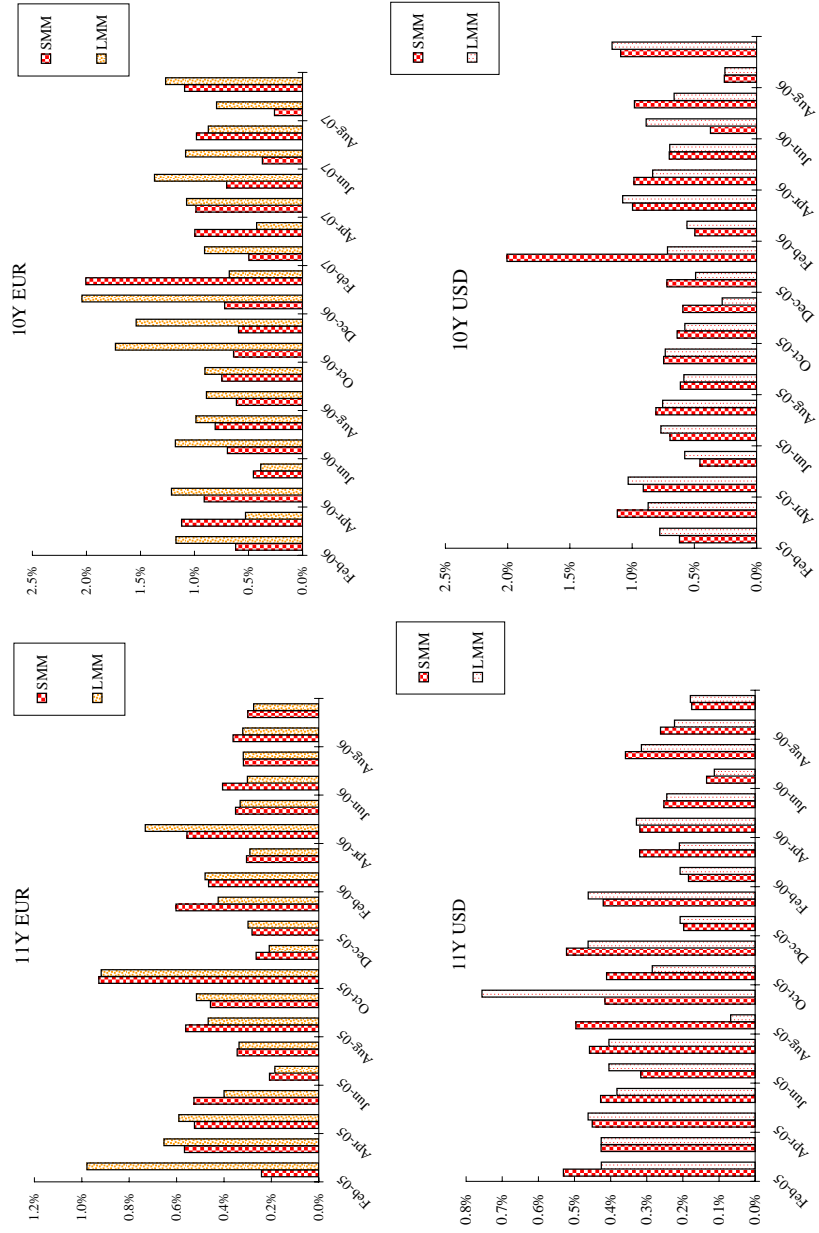 11Y EUR
SMM
LMM
1.2%
1.0%
0.8%
0.6%
0.4%
0.2%
0.0%
Feb-05
Apr-05
Jun-05
Aug-05
Oct-05
Dec-05
Feb-06
Apr-06
Jun-06
Aug-06
10Y EUR
SMM
LMM
2.5%
2.0%
1.5%
1.0%
0.5%
0.0%
Feb-06
Apr-06
Jun-06
Aug-06
Oct-06
Dec-06
Feb-07
Apr-07
Jun-07
Aug-07
11Y USD
SMM
LMM
0.8%
0.7%
0.6%
0.5%
0.4%
0.3%
0.2%
0.1%
0.0%
Feb-05
Apr-05
Jun-05
Aug-05
Oct-05
Dec-05
Feb-06
Apr-06
Jun-06
Aug-06
10Y USD
SMM
LMM
2.5%
2.0%
1.5%
1.0%
0.5%
0.0%
Feb-05
Apr-05
Jun-05
Aug-05
Oct-05
Dec-05
Feb-06
Apr-06
Jun-06
Aug-06